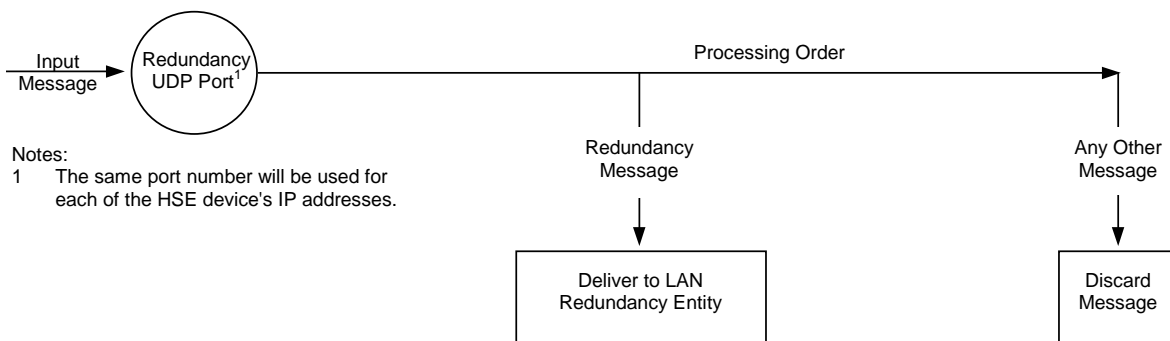 Input
Message
Redundancy
UDP Port1
Processing Order
Redundancy
Message
Any Other
Message
Notes:
1 The same port number will be used for
each of the HSE device's IP addresses.
Deliver to LAN
Redundancy Entity
Discard
Message